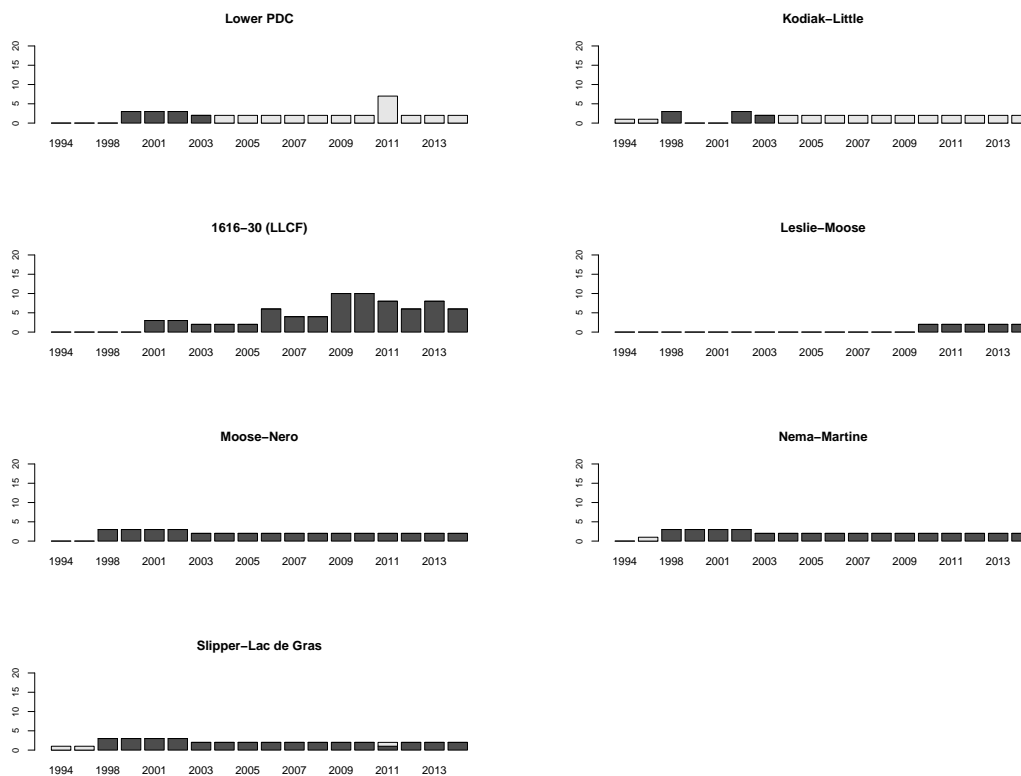 Lower PDC
0 5 10 15 20
1994 1998 2001 2003 2005 2007 2009 2011 2013
Kodiak−Little
0 5 10 15 20
1994 1998 2001 2003 2005 2007 2009 2011 2013
1616−30 (LLCF)
0 5 10 15 20
1994 1998 2001 2003 2005 2007 2009 2011 2013
Leslie−Moose
0 5 10 15 20
1994 1998 2001 2003 2005 2007 2009 2011 2013
Moose−Nero
0 5 10 15 20
1994 1998 2001 2003 2005 2007 2009 2011 2013
Nema−Martine
0 5 10 15 20
1994 1998 2001 2003 2005 2007 2009 2011 2013
Slipper−Lac de Gras
0 5 10 15 20
1994 1998 2001 2003 2005 2007 2009 2011 2013